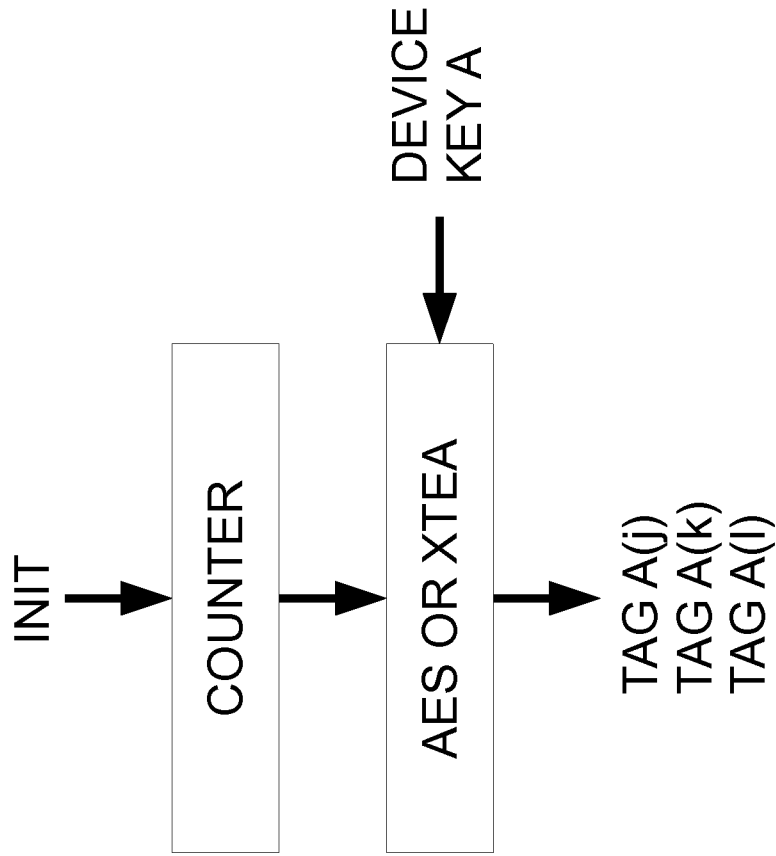 INIT
COUNTER
AES OR XTEA
DEVICE
KEY A
TAG A(j)
TAG A(k)
TAG A(l)